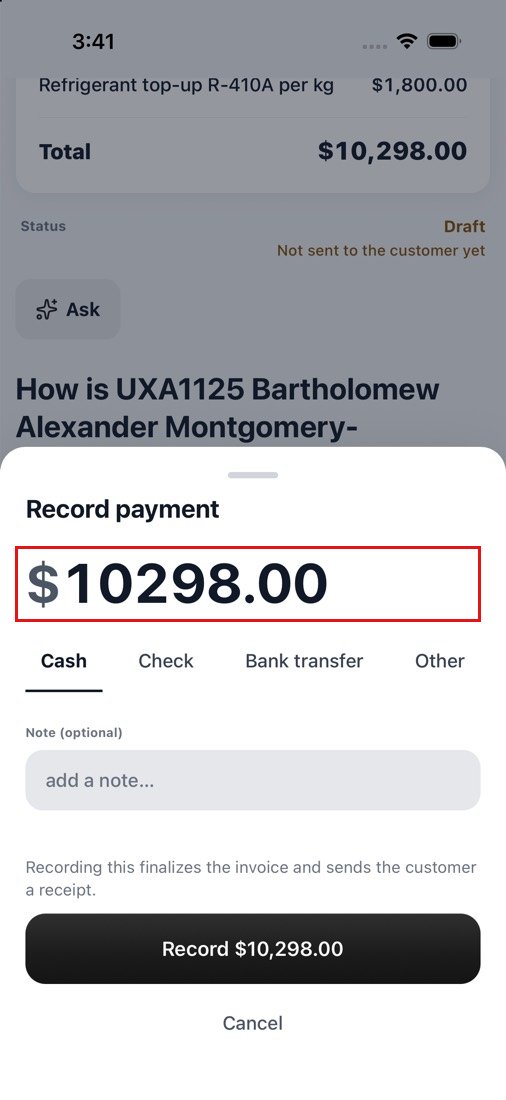 3:41
Refrigerant top-up R-410A per kg $1,800.00
Total $10,298.00
Status Draft
Not sent to the customer yet
Ask
How is UXA1125 Bartholomew
Alexander Montgomery-
Record payment
$10298.00
Cash Check Bank transfer Other
Note (optional)
add a note...
Recording this finalizes the invoice and sends the customer
a receipt.
Record $10,298.00
Cancel